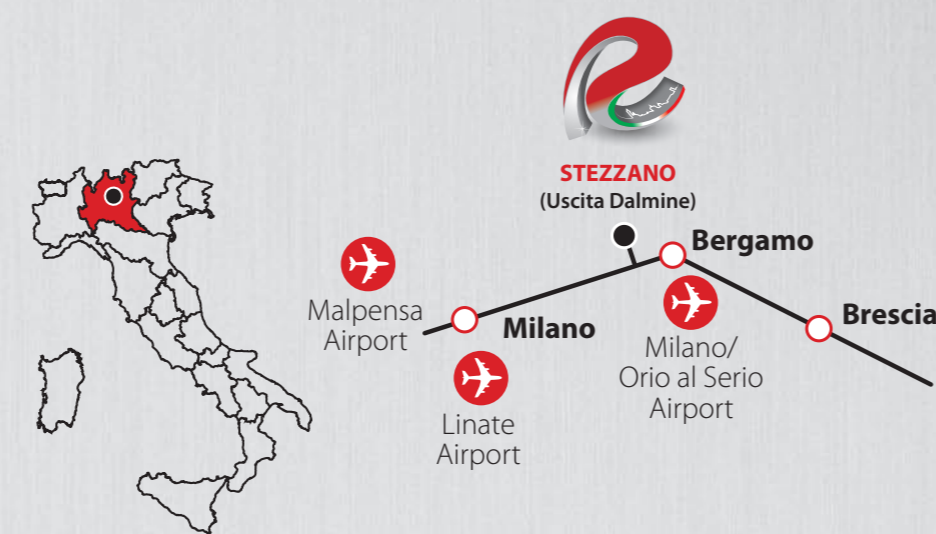 STEZZANO
(Uscita Dalmine)
Bergamo
Malpensa
Airport
Milano
Brescia
Milano/
Orio al Serio
Airport
Linate
Airport